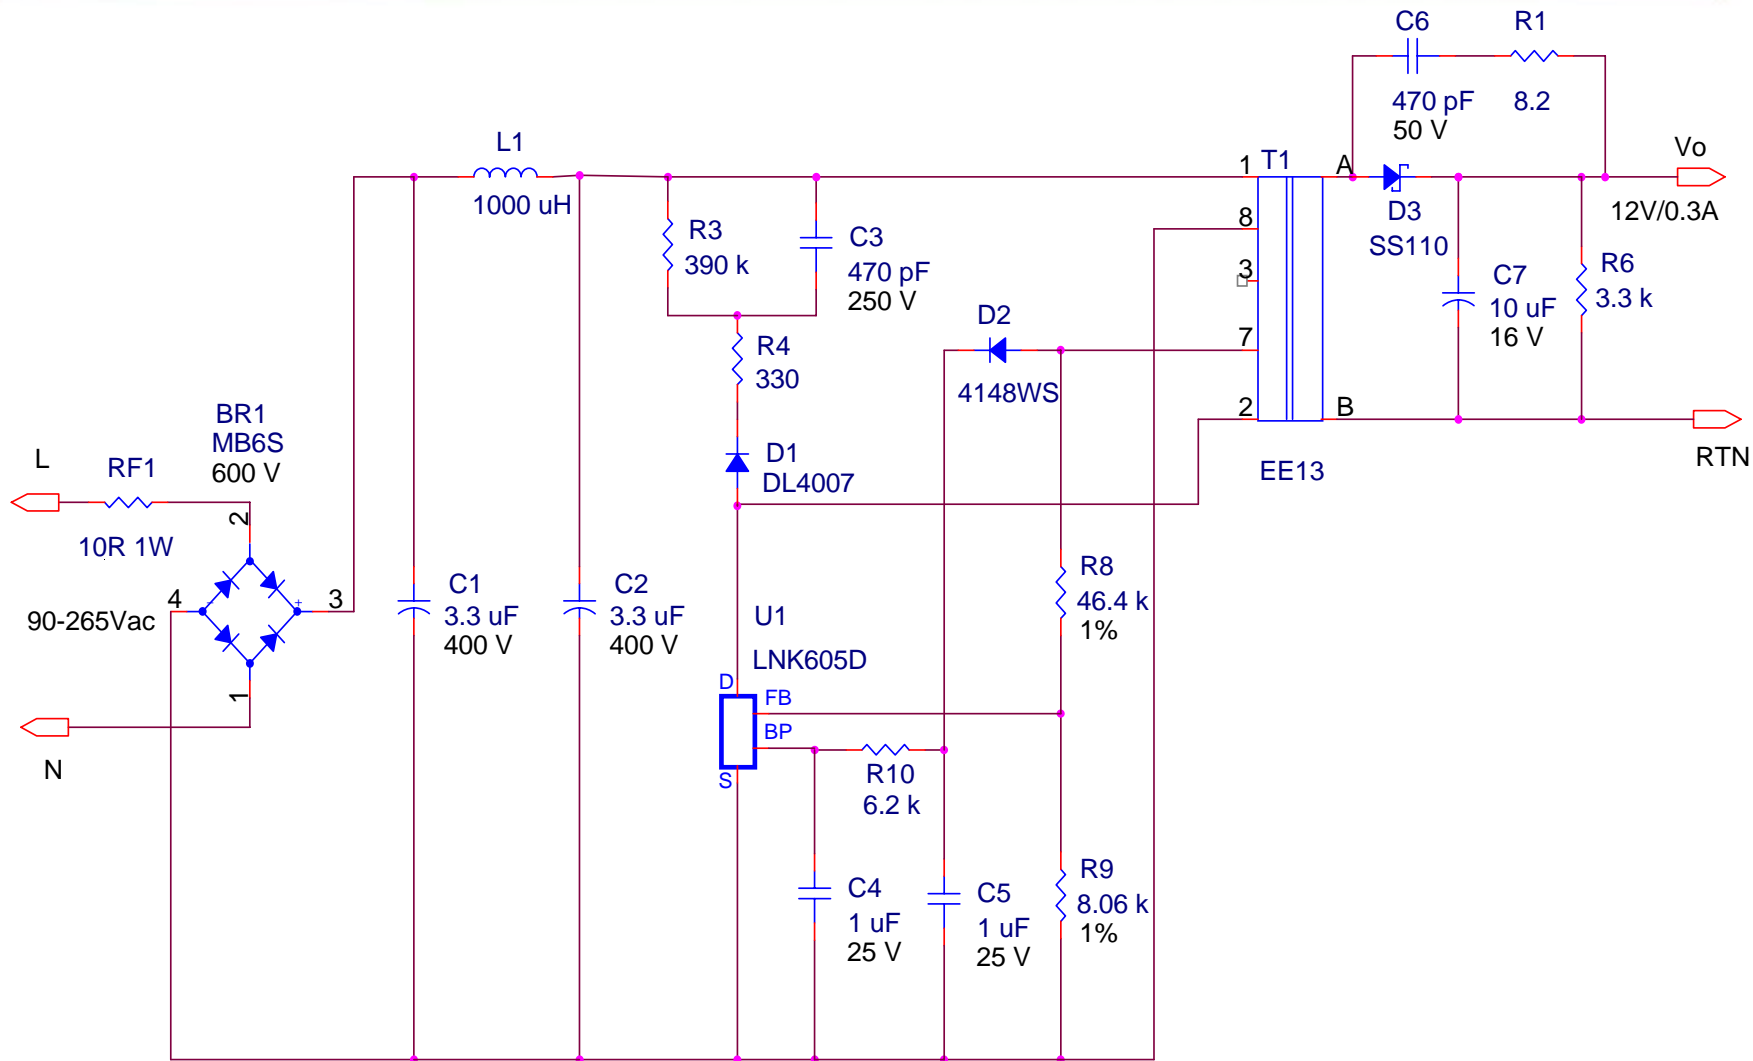 C6
R1
470 pF
50 V
8.2
L1
1000 uH
1
T1
A
Vo
8
D3
SS110
12V/0.3A
R3
390 k
C3
470 pF
250 V
3
C7
10 uF
16 V
R6
3.3 k
D2
4148WS
7
R4
330
2
B
BR1
MB6S
600 V
L
RF1
D1
DL4007
EE13
RTN
2
10R 1W
4
-
+
3
90-265Vac
C1
3.3 uF
400 V
C2
3.3 uF
400 V
U1
LNK605D
R8
46.4 k
1%
D
FB
BP
S
1
N
R10
6.2 k
C4
1 uF
25 V
C5
1 uF
25 V
R9
8.06 k
1%